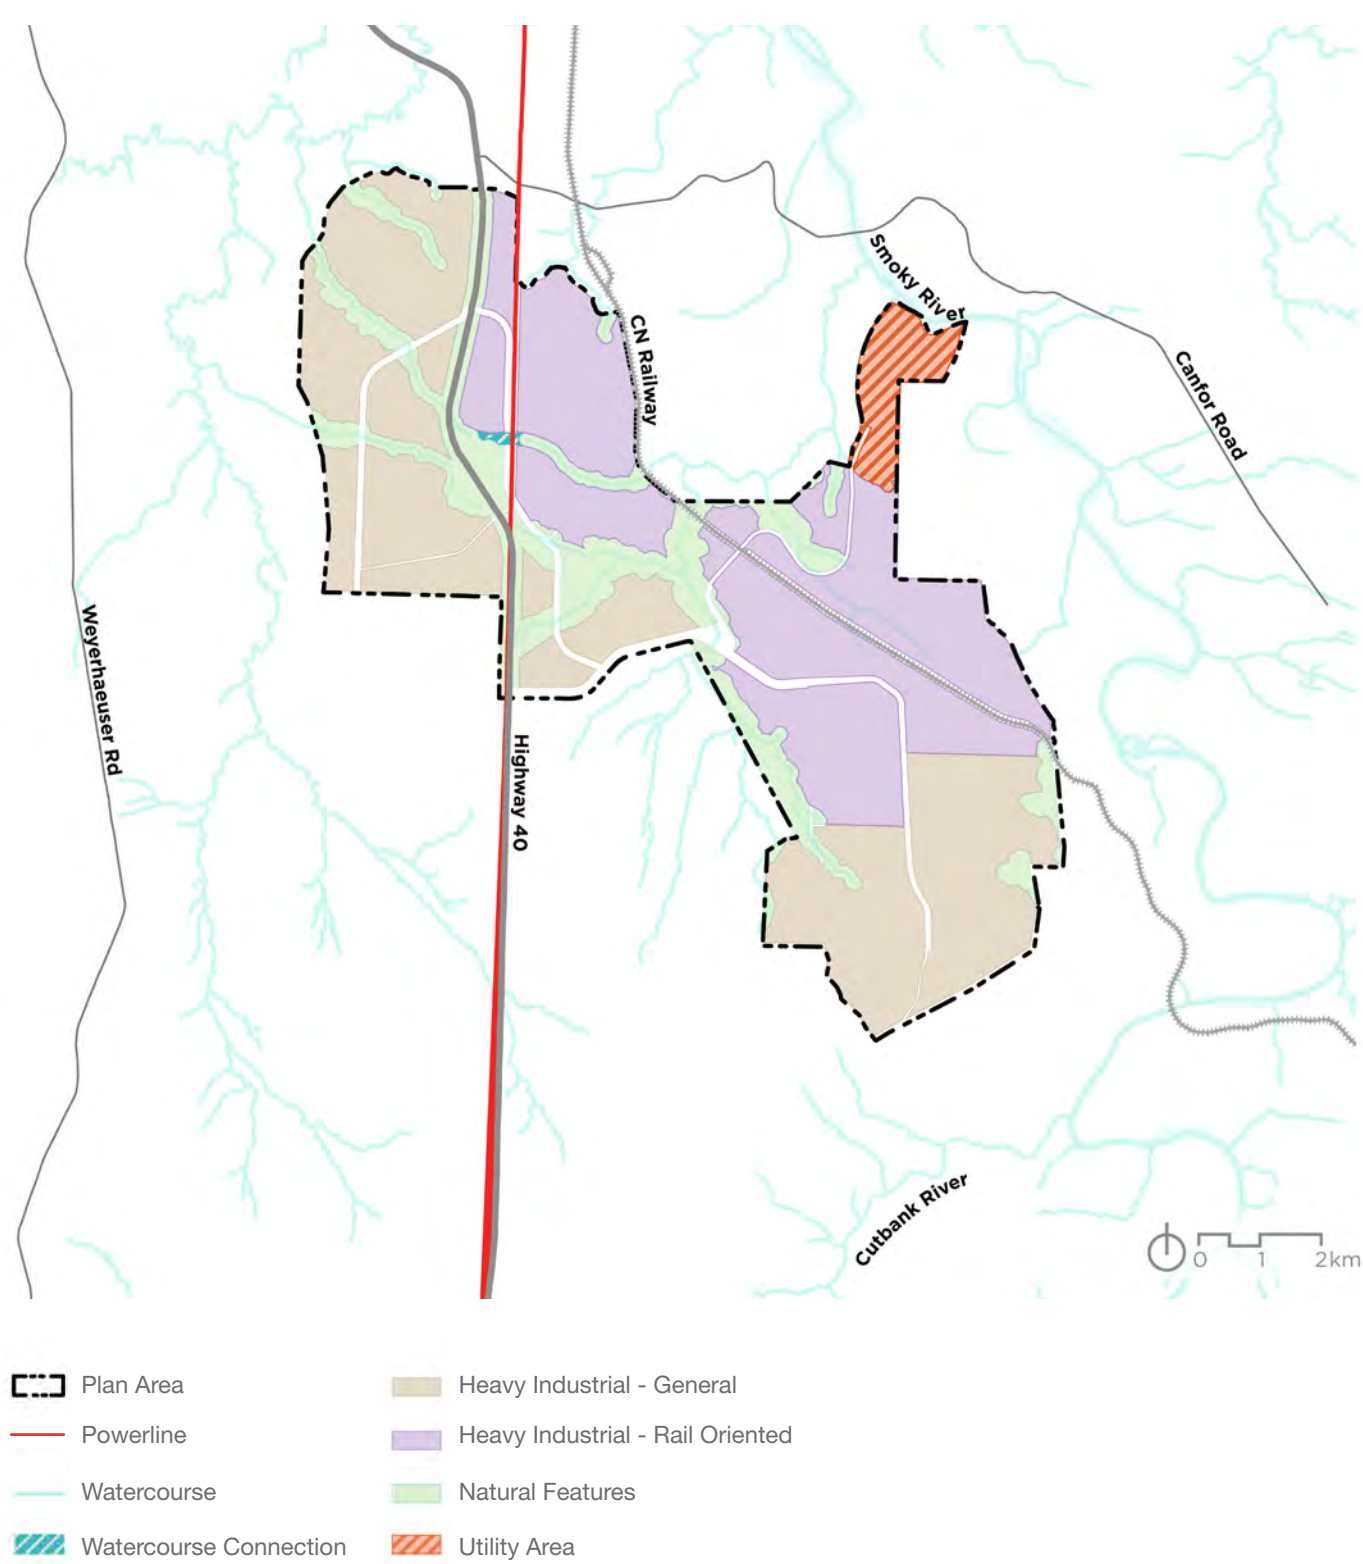 Smoky River
CN Railway
Canfor Road
Weyerhaeuser Rd
Highway 40
Cutbank River
0 1 2km
Plan Area
Powerline
Watercourse
Watercourse Connection
Heavy Industrial - General
Heavy Industrial - Rail Oriented
Natural Features
Utility Area